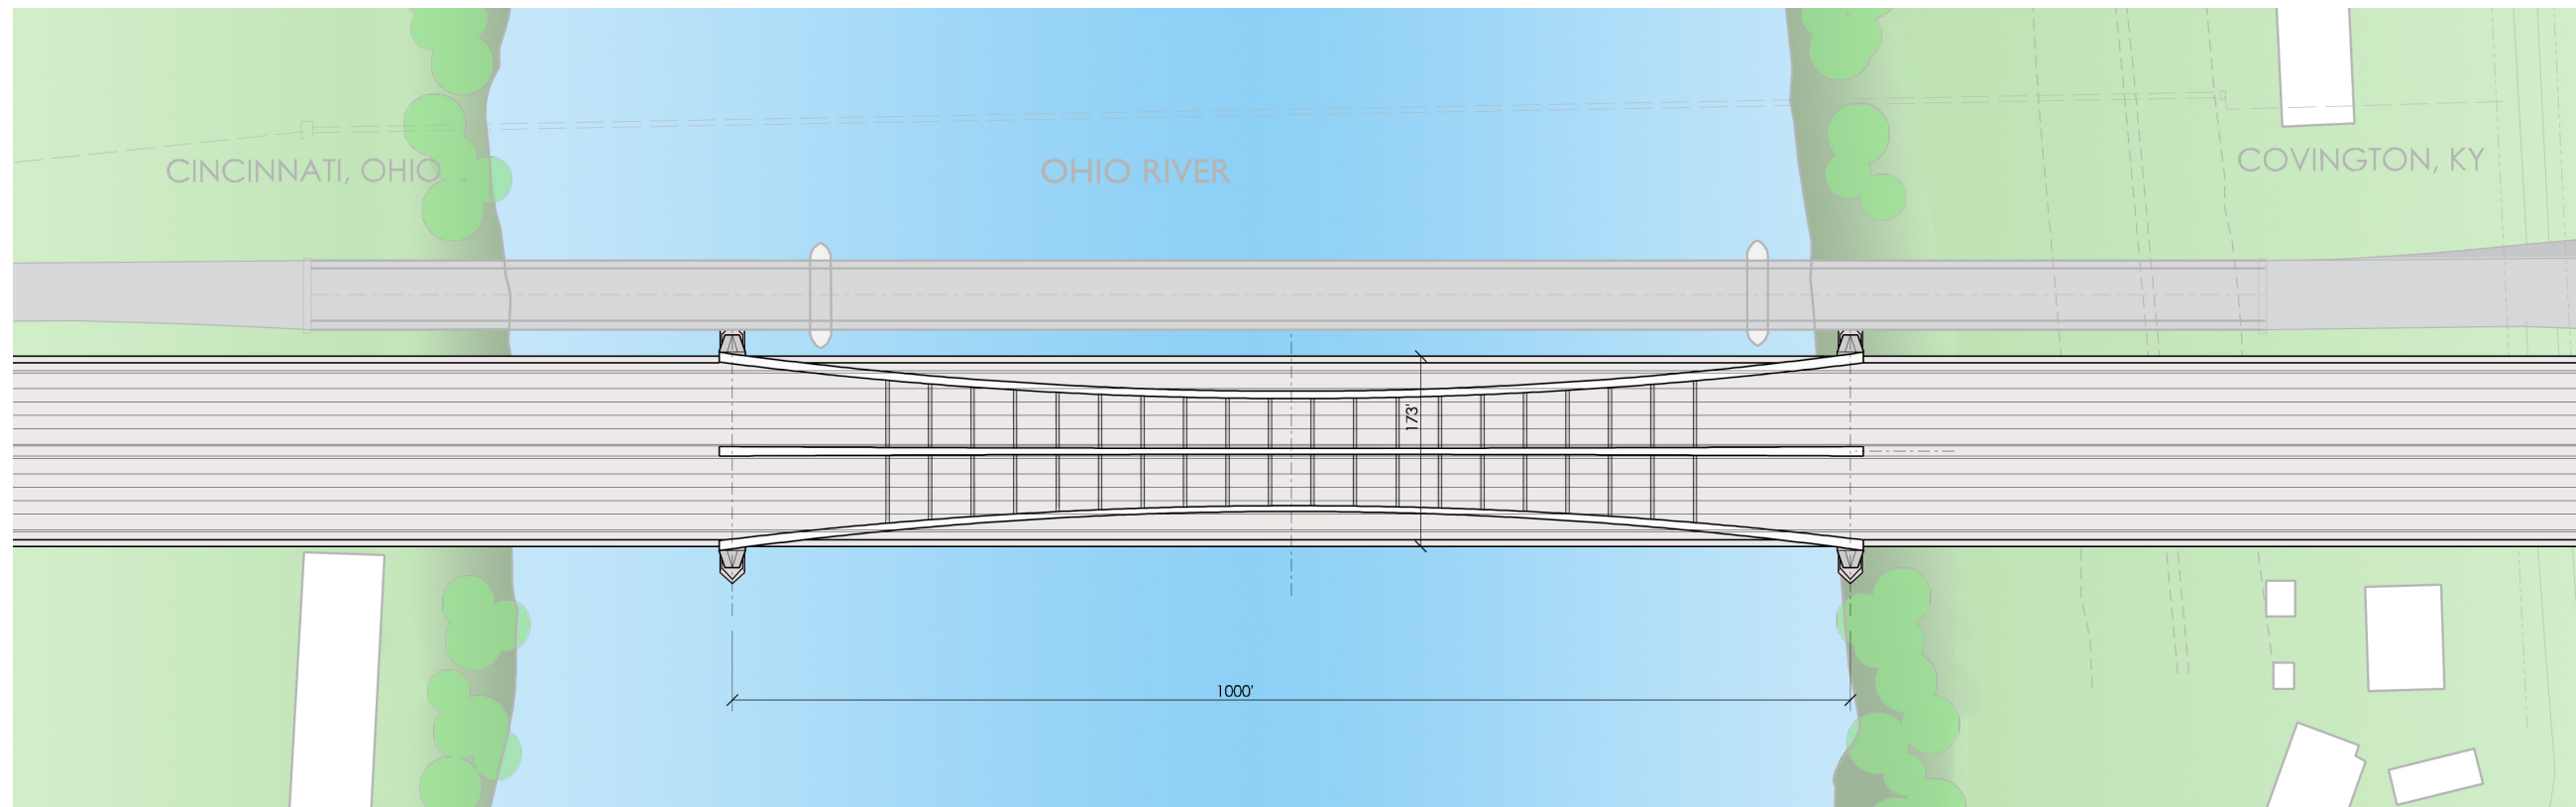 CINCINNATI, OHIO
OHIO RIVER
COVINGTON, KY
173'
1000'